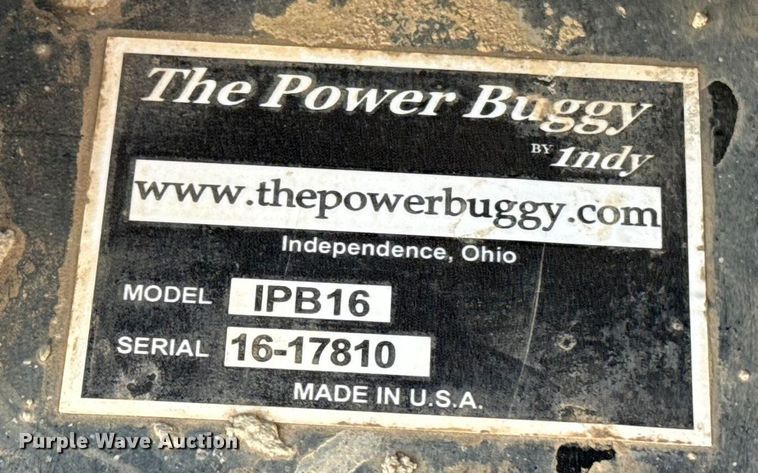 The Power Buggy
BY 1ndy
www.thepowerbuggy.com
Independence, Ohio
MODEL IPB16
SERIAL 16-17810
MADE IN U.S.A.
Purple Wave Auction